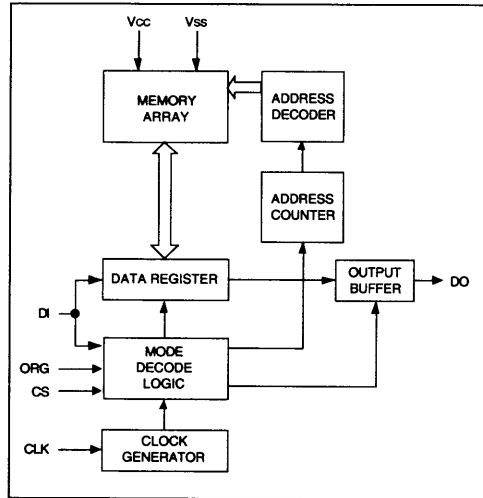 Vcc Vss
MEMORY
ARRAY
ADDRESS
DECODER
ADDRESS
COUNTER
DATA REGISTER
OUTPUT
BUFFER
DO
DI
MODE
DECODE
LOGIC
ORG
CS
CLK
CLOCK
GENERATOR